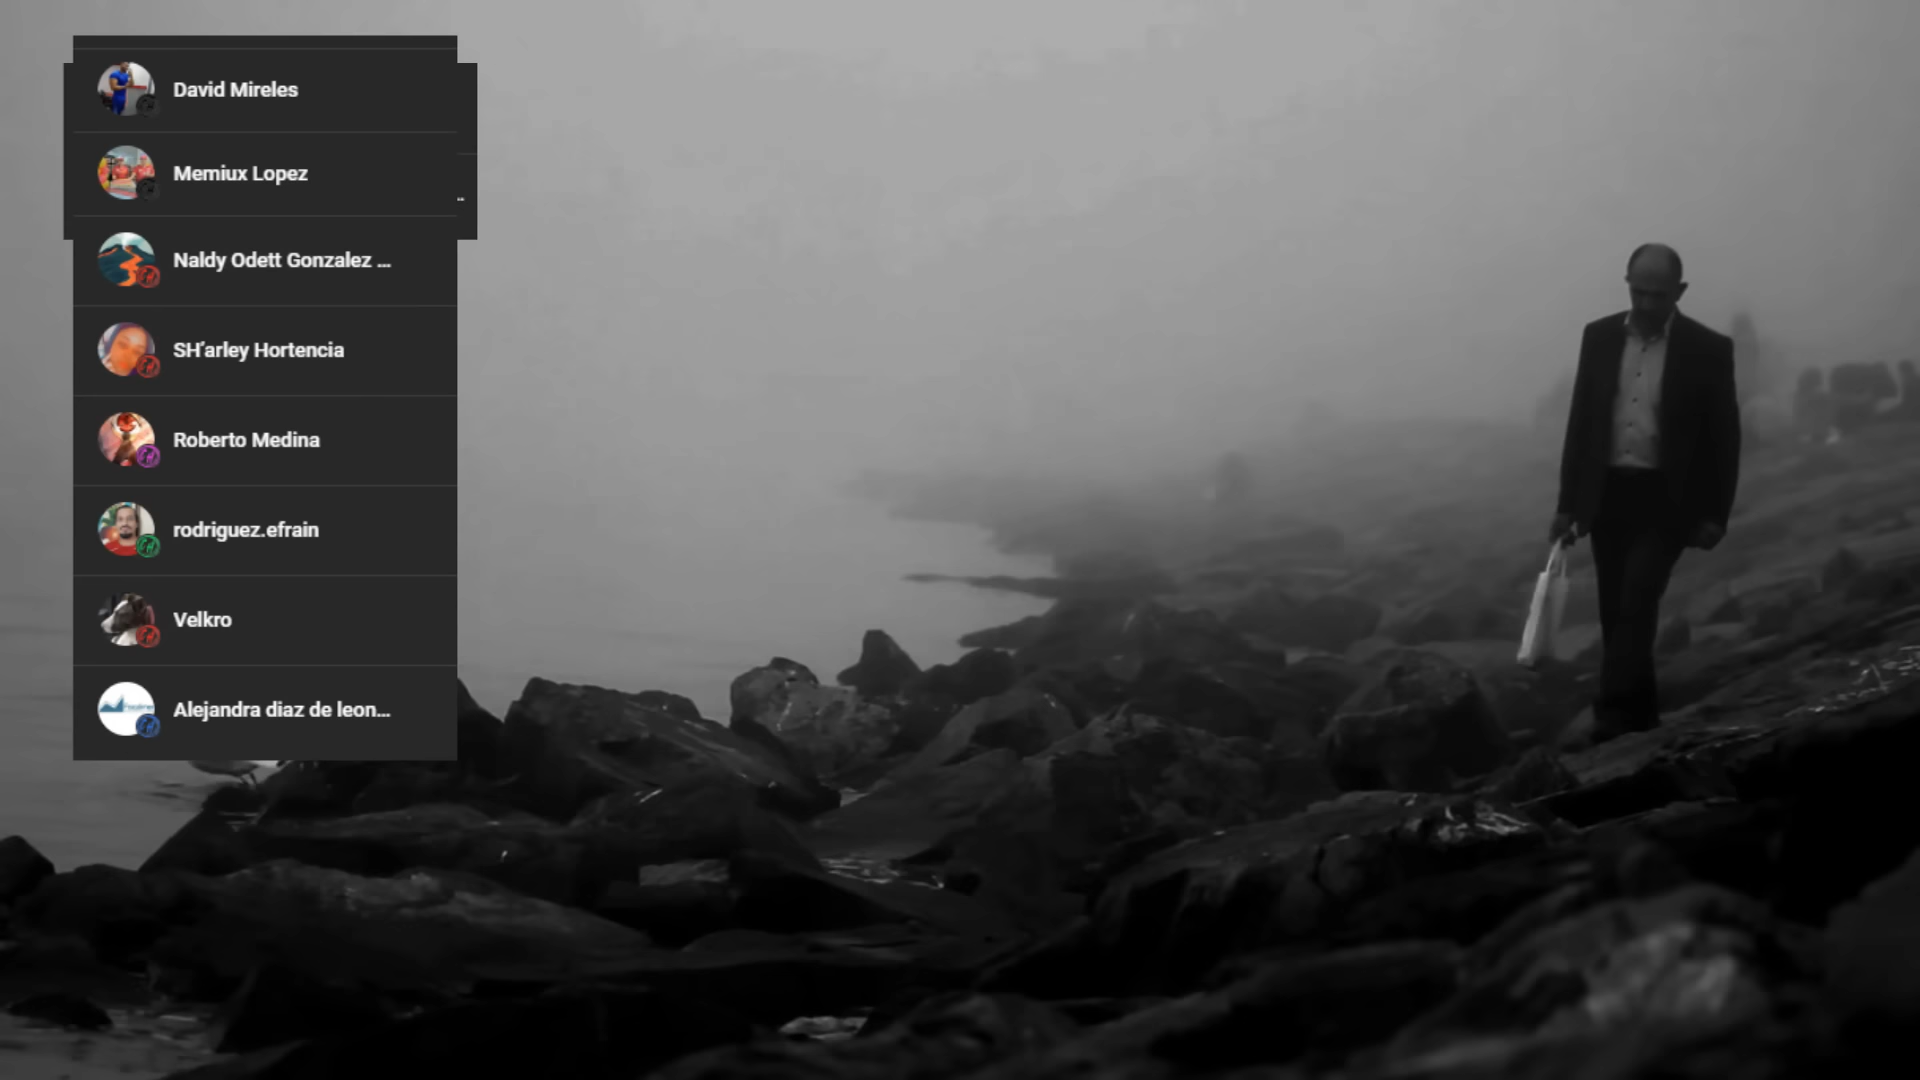 David Mireles
Memiux Lopez
..
Naldy Odett Gonzalez ...
SH'arley Hortencia
Roberto Medina
rodriguez.efrain
Velkro
Alejandra diaz de leon...